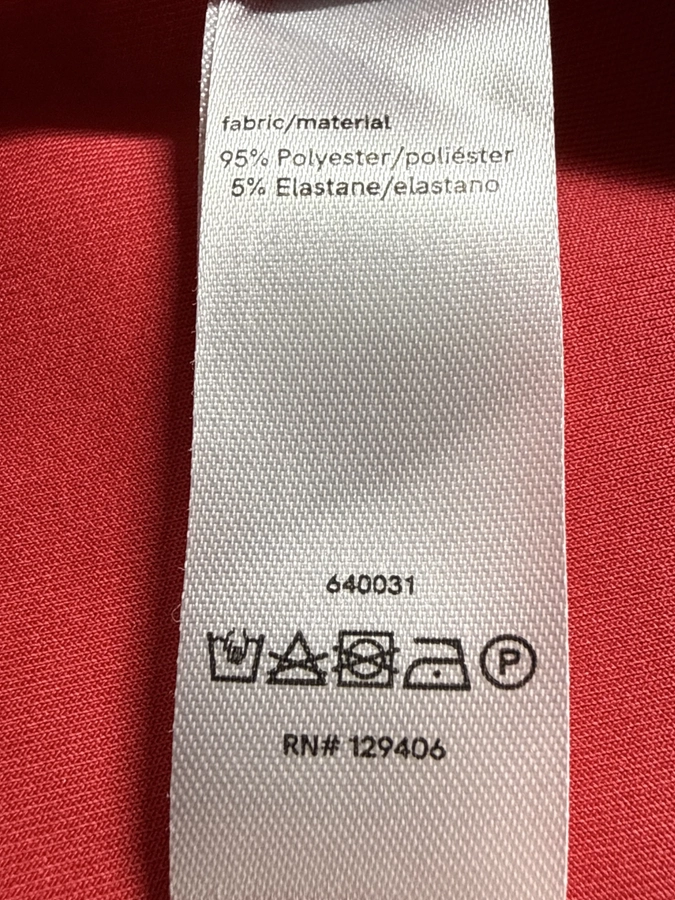 fabric/material
95% Polyester/poliéster
5% Elastane/elastano
640031
P
RN# 129406